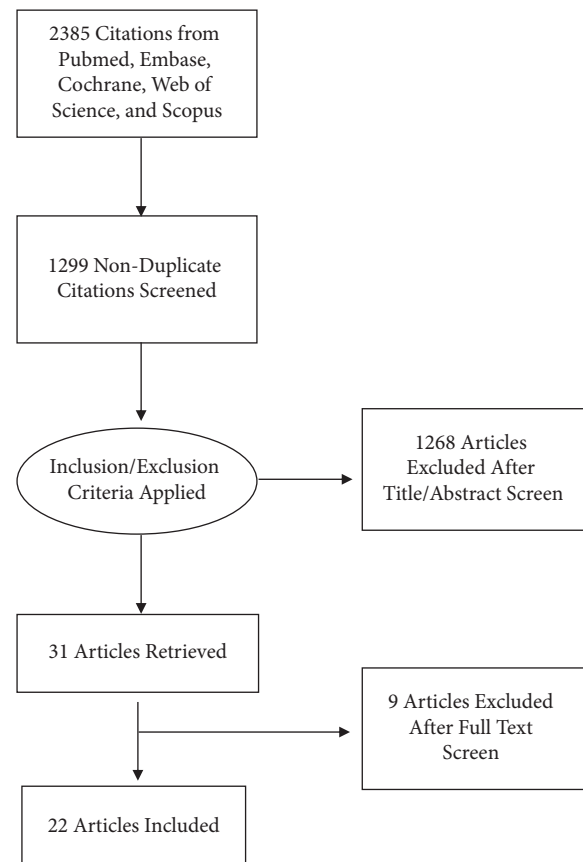 2385 Citations from
Pubmed, Embase,
Cochrane, Web of
Science, and Scopus
1299 Non-Duplicate
Citations Screened
Inclusion/Exclusion
Criteria Applied
1268 Articles
Excluded After
Title/Abstract Screen
31 Articles Retrieved
9 Articles Excluded
After Full Text
Screen
22 Articles Included